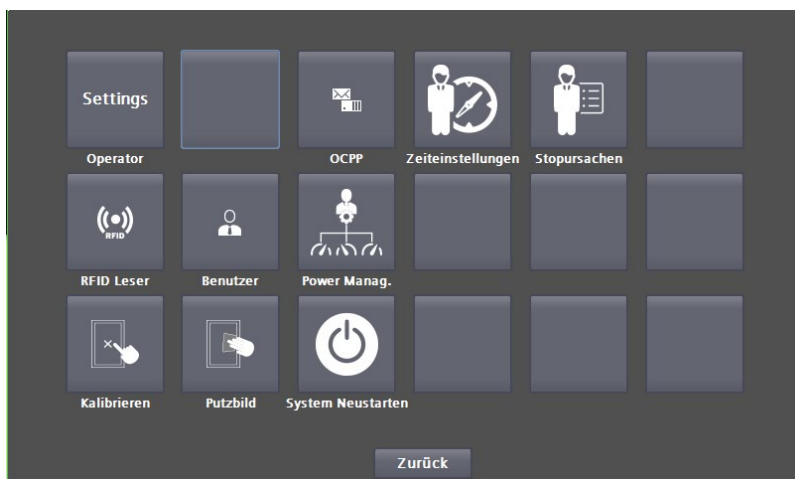 Settings
Operator
OCPP
Zeiteinstellungen
Stopursachen
RFID
RFID Leser
Benutzer
Power Manag.
Kalibrieren
Putzbild
System Neustarten
Zurück